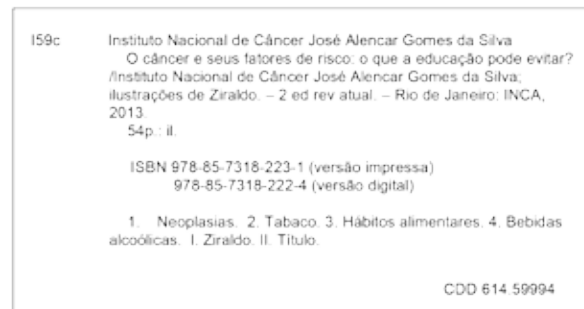 I59c Instituto Nacional de Câncer José Alencar Gomes da Silva
O câncer e seus fatores de risco: o que a educação pode evitar?
/Instituto Nacional de Câncer José Alencar Gomes da Silva;
ilustrações de Ziraldo. – 2 ed rev atual. – Rio de Janeiro: INCA,
2013.
54p.: il.
ISBN 978-85-7318-223-1 (versão impressa)
978-85-7318-222-4 (versão digital)
1. Neoplasias. 2. Tabaco. 3. Hábitos alimentares. 4. Bebidas
alcoólicas. I. Ziraldo. II. Título.
CDD 614.59994